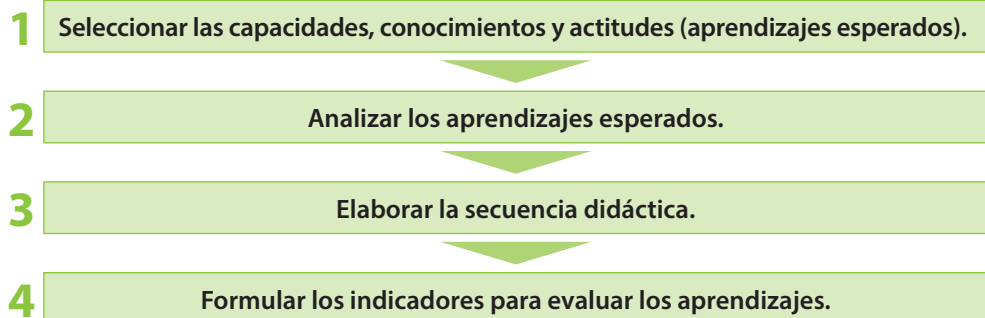 1 Seleccionar las capacidades, conocimientos y actitudes (aprendizajes esperados).
2 Analizar los aprendizajes esperados.
3 Elaborar la secuencia didáctica.
4 Formular los indicadores para evaluar los aprendizajes.